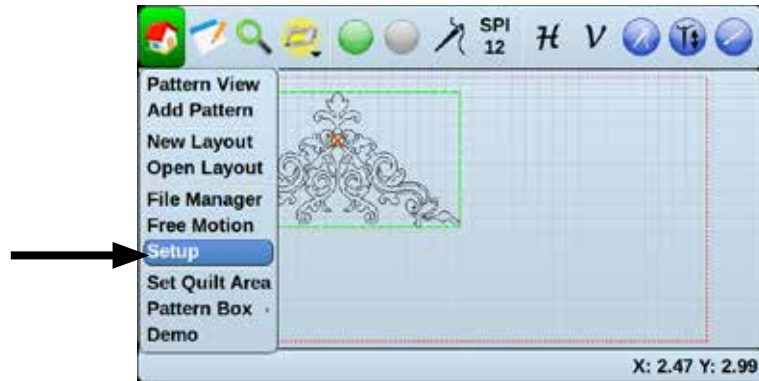 SPI
12
H V
Pattern View
Add Pattern
New Layout
Open Layout
File Manager
Free Motion
Setup
Set Quilt Area
Pattern Box
Demo
X: 2.47 Y: 2.99